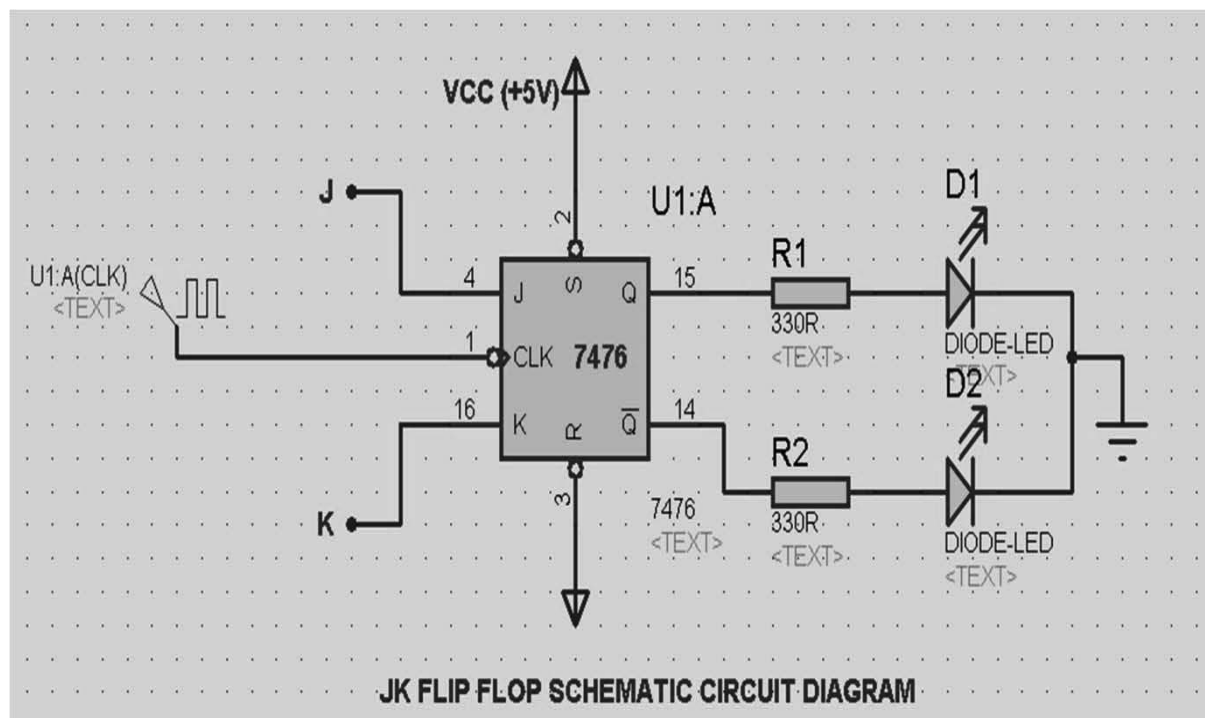 VCC (+5V)
J
U1:A
D1
2
R1
U1:A(CLK)
<TEXT>
4
J
S
Q
15
330R
<TEXT>
DIODE-LED
<TEXT>
1
CLK
7476
D2
16
K
R
Q̅
14
R2
K
3
7476
<TEXT>
330R
<TEXT>
DIODE-LED
<TEXT>
JK FLIP FLOP SCHEMATIC CIRCUIT DIAGRAM